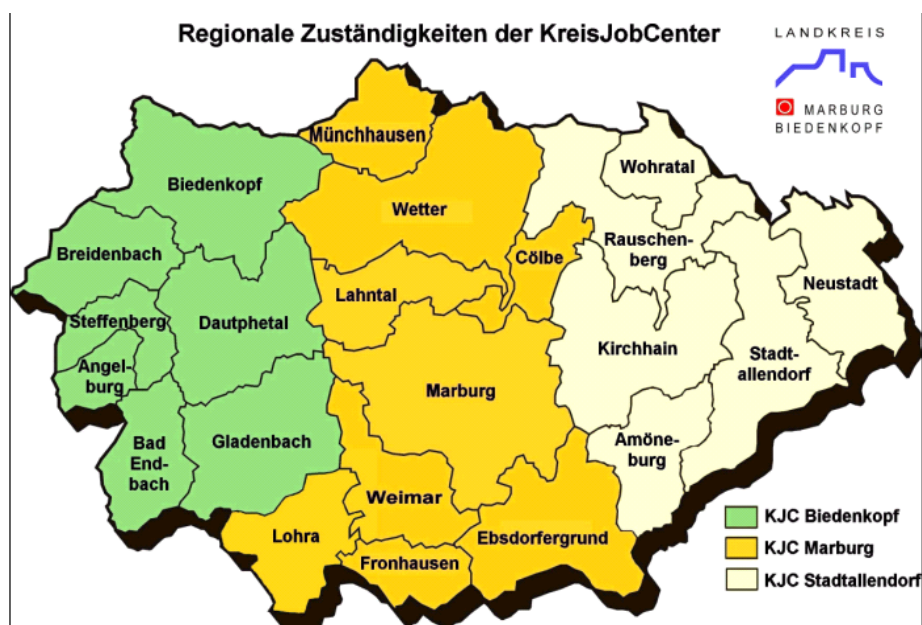 Regionale Zuständigkeiten der KreisJobCenter
LANDKREIS
MARBURG
BIEDENKOPF
Münchhausen
Wohratal
Biedenkopf
Wetter
Rauschen-
berg
Breidenbach
Cölbe
Neustadt
Lahntal
Steffenberg
Dautphetal
Kirchhain
Stadt-
allendorf
Angel-
burg
Marburg
Gladenbach
Amöne-
burg
Bad
End-
bach
Weimar
Lohra
Ebsdorfergrund
Fronhausen
KJC Biedenkopf
KJC Marburg
KJC Stadtallendorf